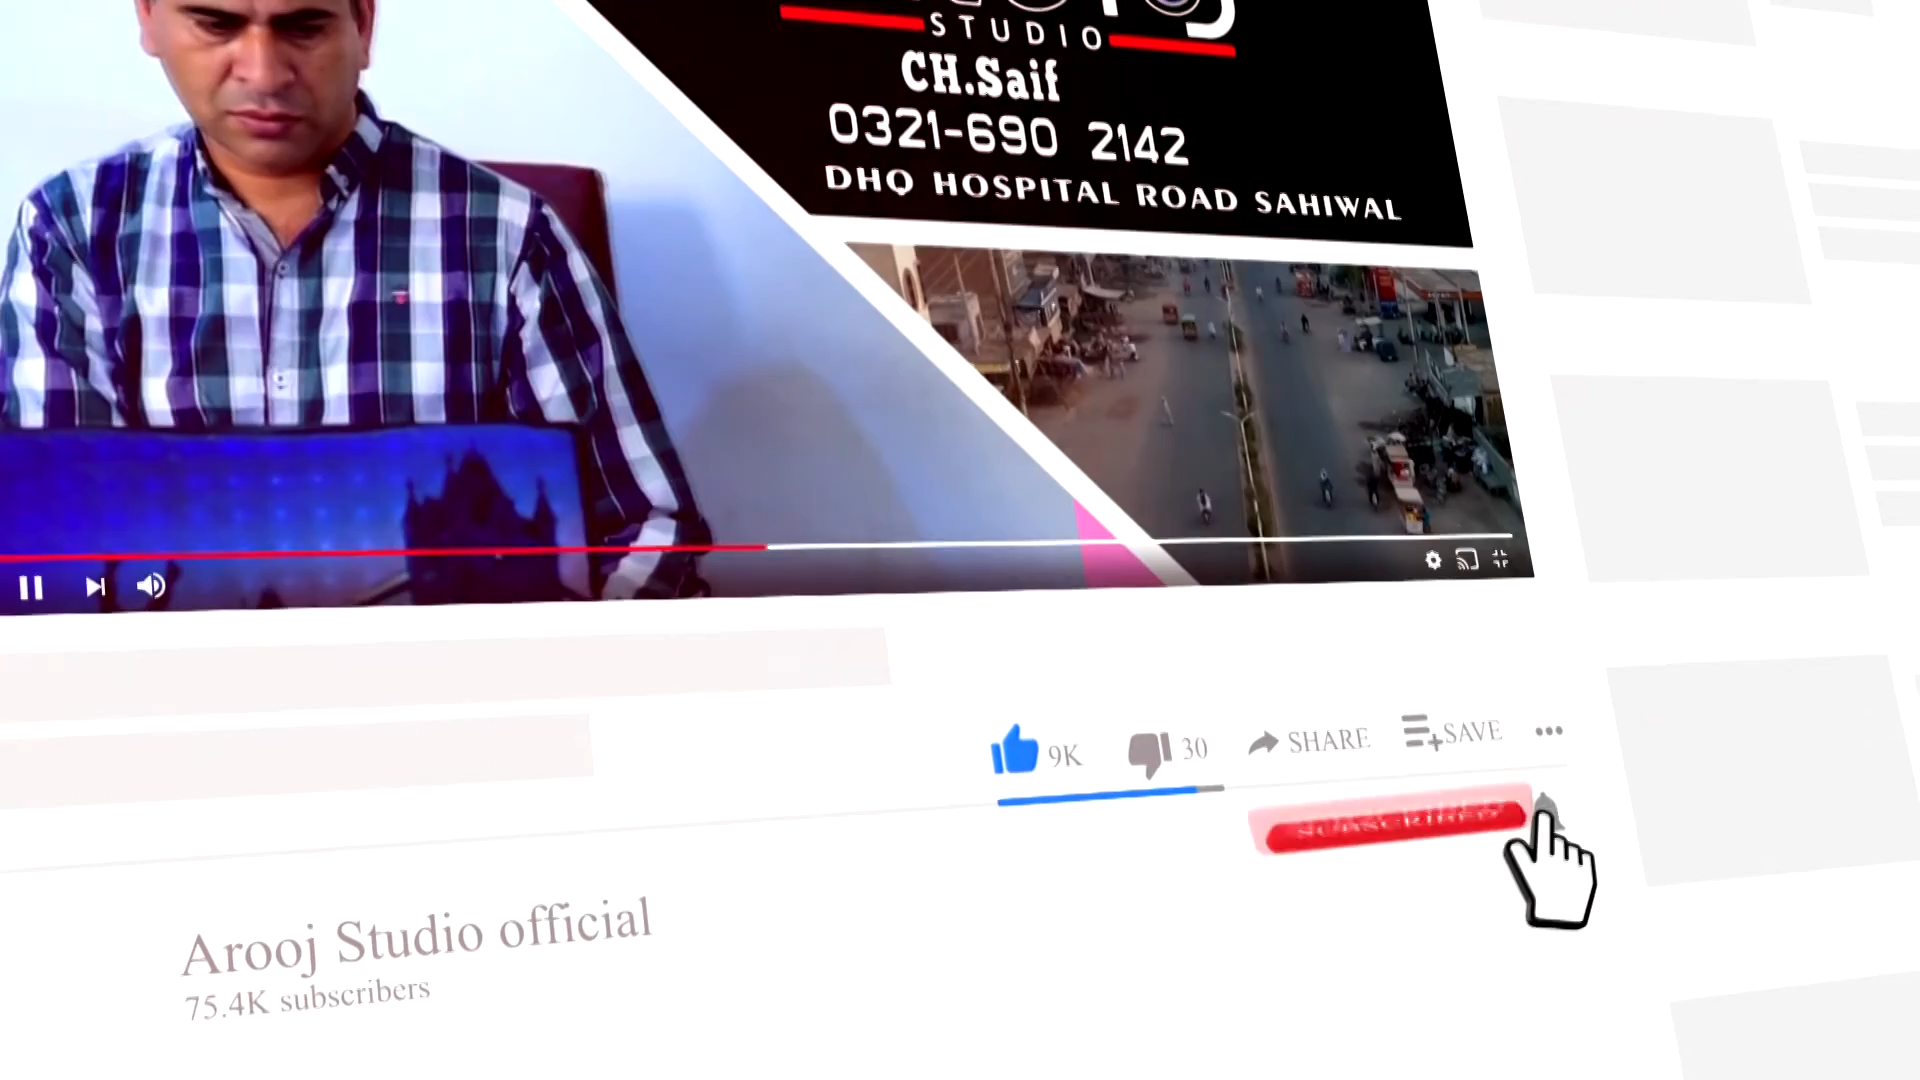 STUDIO
CH.Saif
0321-690 2142
DHQ HOSPITAL ROAD SAHIWAL
9K
30
SHARE
SAVE
SUBSCRIBED
Arooj Studio official
75.4K subscribers